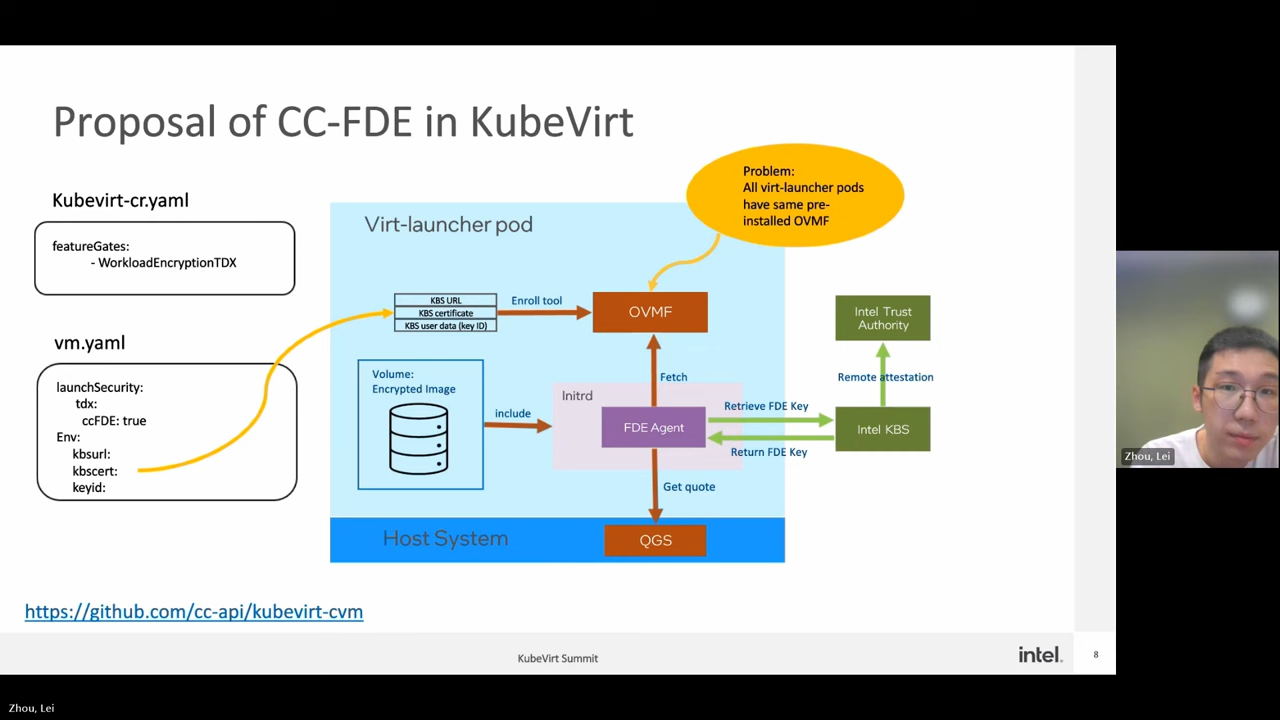 Proposal of CC-FDE in KubeVirt
Problem:
All virt-launcher pods
have same pre-
installed OVMF
Kubevirt-cr.yaml
featureGates:
- WorkloadEncryptionTDX
Virt-launcher pod
KBS URL
KBS certificate
KBS user data (key ID)
Enroll tool
OVMF
Intel Trust
Authority
vm.yaml
launchSecurity:
tdx:
ccFDE: true
Env:
kbsurl:
kbscert:
keyid:
Volume:
Encrypted Image
include
Initrd
Fetch
FDE Agent
Remote attestation
Retrieve FDE Key
Return FDE Key
Intel KBS
Get quote
Host System
QGS
https://github.com/cc-api/kubevirt-cvm
KubeVirt Summit
intel.
8
Zhou, Lei
Zhou, Lei